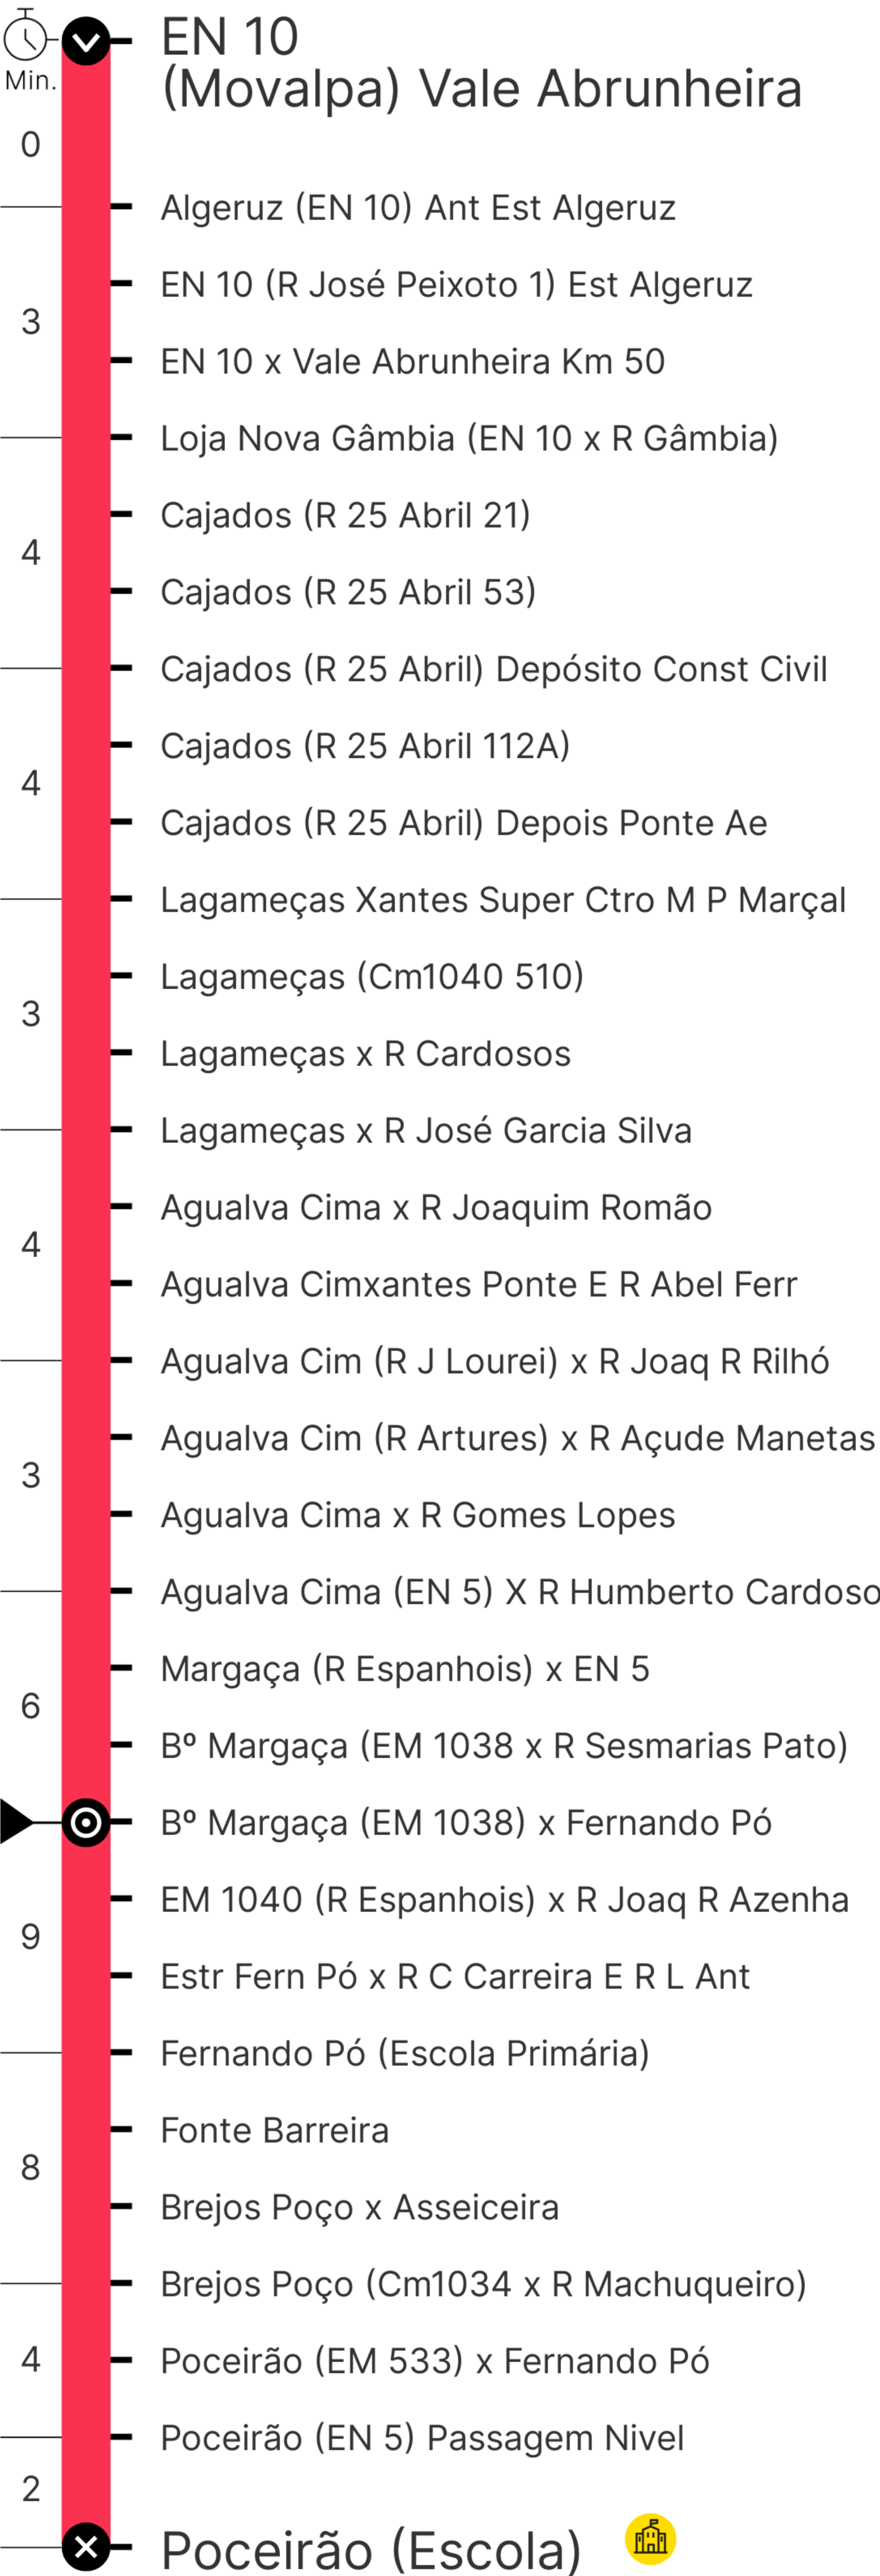 EN 10
(Movalpa) Vale Abrunheira
Min.
0
Algeruz (EN 10) Ant Est Algeruz
EN 10 (R José Peixoto 1) Est Algeruz
3
EN 10 x Vale Abrunheira Km 50
Loja Nova Gâmbia (EN 10 x R Gâmbia)
Cajados (R 25 Abril 21)
4
Cajados (R 25 Abril 53)
Cajados (R 25 Abril) Depósito Const Civil
Cajados (R 25 Abril 112A)
4
Cajados (R 25 Abril) Depois Ponte Ae
Lagameças Xantes Super Ctro M P Marçal
Lagameças (Cm1040 510)
3
Lagameças x R Cardosos
Lagameças x R José Garcia Silva
Agualva Cima x R Joaquim Romão
4
Agualva Cimxantes Ponte E R Abel Ferr
Agualva Cim (R J Lourei) x R Joaq R Rilhó
Agualva Cim (R Artures) x R Açude Manetas
3
Agualva Cima x R Gomes Lopes
Agualva Cima (EN 5) X R Humberto Cardoso
Margaça (R Espanhois) x EN 5
6
Bº Margaça (EM 1038 x R Sesmarias Pato)
Bº Margaça (EM 1038) x Fernando Pó
EM 1040 (R Espanhois) x R Joaq R Azenha
9
Estr Fern Pó x R C Carreira E R L Ant
Fernando Pó (Escola Primária)
Fonte Barreira
8
Brejos Poço x Asseiceira
Brejos Poço (Cm1034 x R Machuqueiro)
4
Poceirão (EM 533) x Fernando Pó
Poceirão (EN 5) Passagem Nivel
2
Poceirão (Escola)